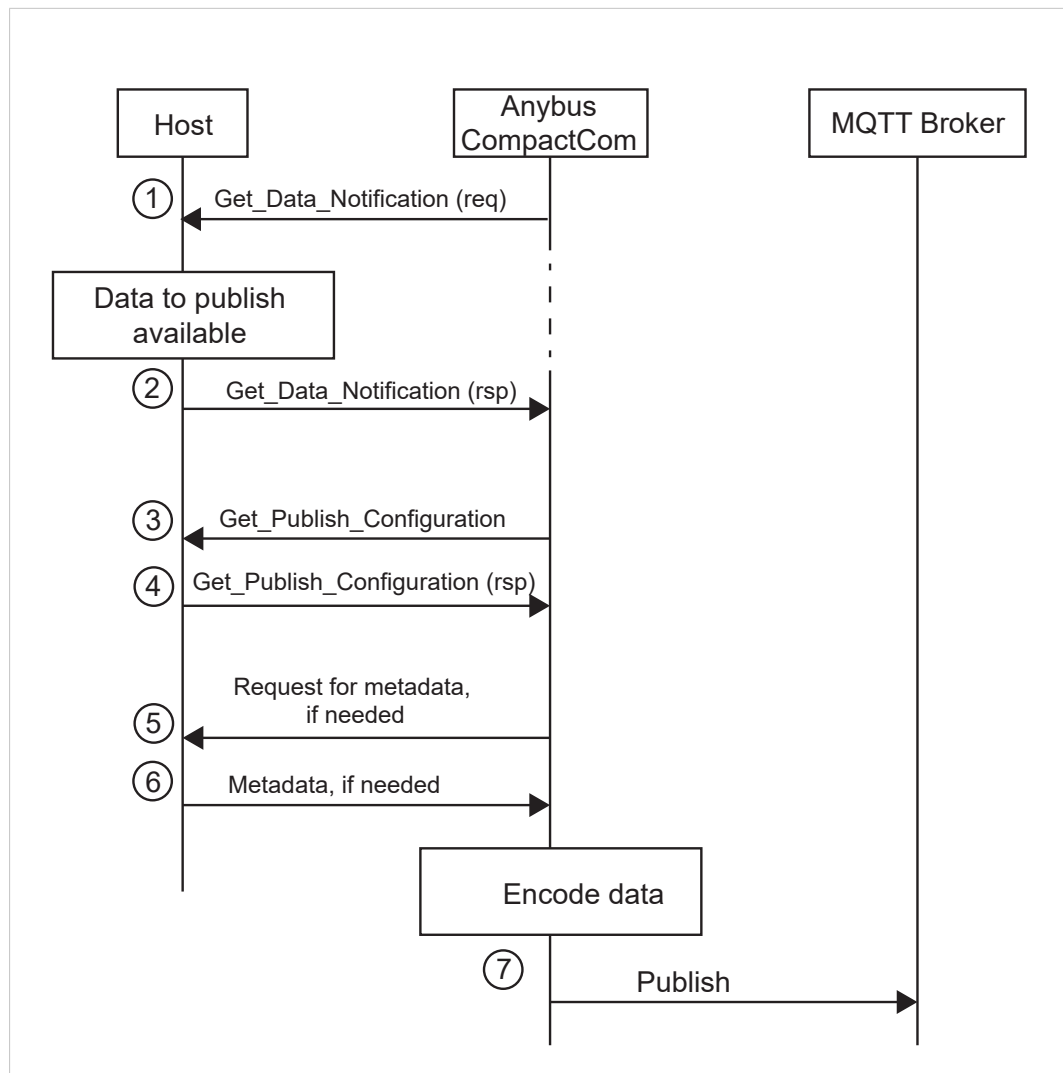 Host
Anybus
CompactCom
MQTT Broker
1
Get_Data_Notification (req)
Data to publish
available
2
Get_Data_Notification (rsp)
3
Get_Publish_Configuration
4
Get_Publish_Configuration (rsp)
Request for metadata,
if needed
5
6
Metadata, if needed
Encode data
7
Publish